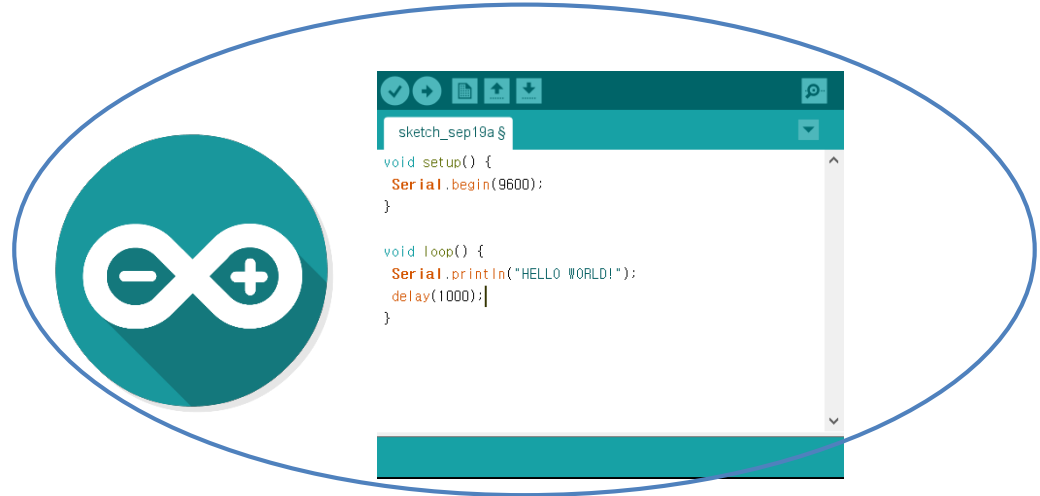 sketch_sep19a §
void setup() {
Serial.begin(9600);
}
void loop() {
Serial.println("HELLO WORLD!");
delay(1000);
}